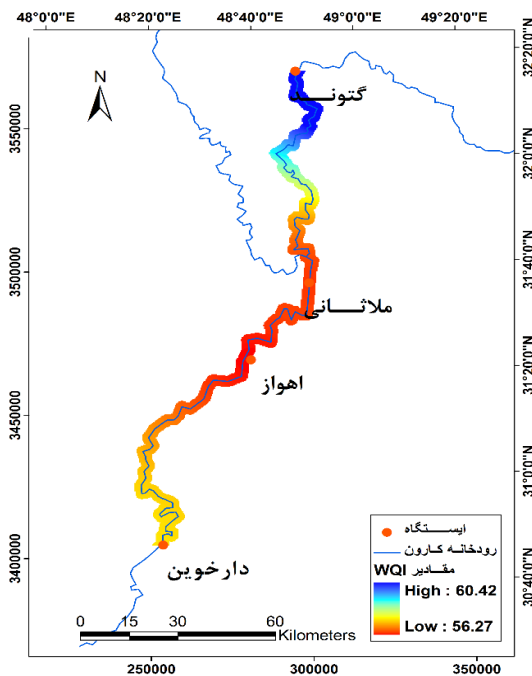 48°0'0"E 48°20'0"E 48°40'0"E 49°0'0"E 49°20'0"E
32°20'0"N
32°0'0"N
31°40'0"N
31°20'0"N
31°0'0"N
30°40'0"N
3550000
3500000
3450000
3400000
N
گتوند
ملاثانی
اهواز
دارخوین
ایستگاه
رودخانه کارون
مقادیر WQI
High : 60.42
Low : 56.27
0 15 30 60
Kilometers
250000 300000 350000